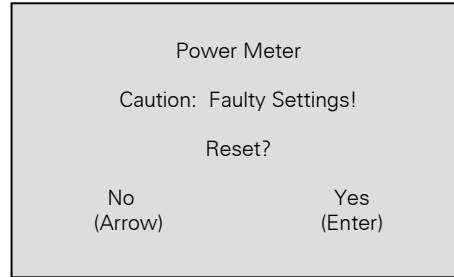 Power Meter
Caution: Faulty Settings!
Reset?
No Yes
(Arrow) (Enter)